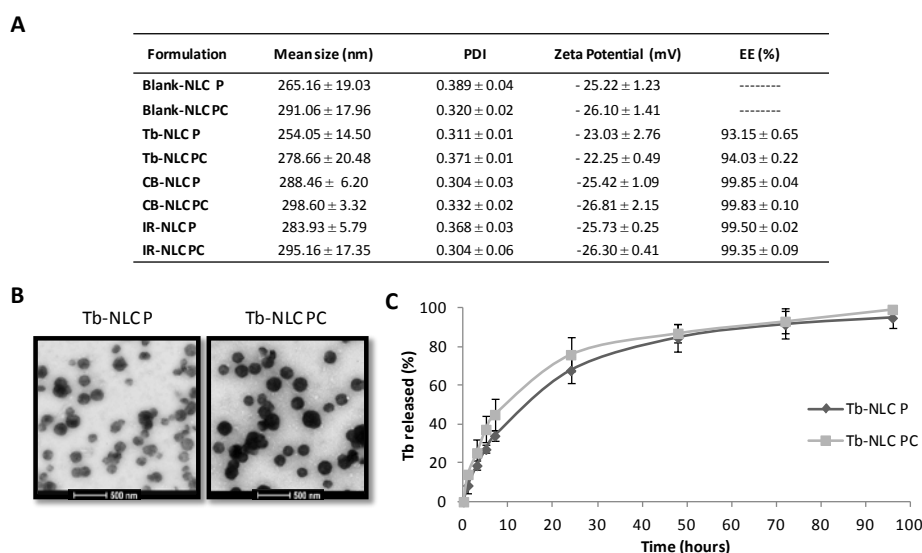 A
Formulation Mean size (nm) PDI Zeta Potential (mV) EE (%)
Blank-NLC P 265.16 ± 19.03 0.389 ± 0.04 - 25.22 ± 1.23 --------
Blank-NLC PC 291.06 ± 17.96 0.320 ± 0.02 - 26.10 ± 1.41 --------
Tb-NLC P 254.05 ± 14.50 0.311 ± 0.01 - 23.03 ± 2.76 93.15 ± 0.65
Tb-NLC PC 278.66 ± 20.48 0.371 ± 0.01 - 22.25 ± 0.49 94.03 ± 0.22
CB-NLC P 288.46 ± 6.20 0.304 ± 0.03 -25.42 ± 1.09 99.85 ± 0.04
CB-NLC PC 298.60 ± 3.32 0.332 ± 0.02 -26.81 ± 2.15 99.83 ± 0.10
IR-NLC P 283.93 ± 5.79 0.368 ± 0.03 -25.73 ± 0.25 99.50 ± 0.02
IR-NLC PC 295.16 ± 17.35 0.304 ± 0.06 -26.30 ± 0.41 99.35 ± 0.09
B
Tb-NLC P Tb-NLC PC
500 nm 500 nm
C
Tb released (%)
100
80
60
40
20
0
0 10 20 30 40 50 60 70 80 90 100
Time (hours)
Tb-NLC P
Tb-NLC PC